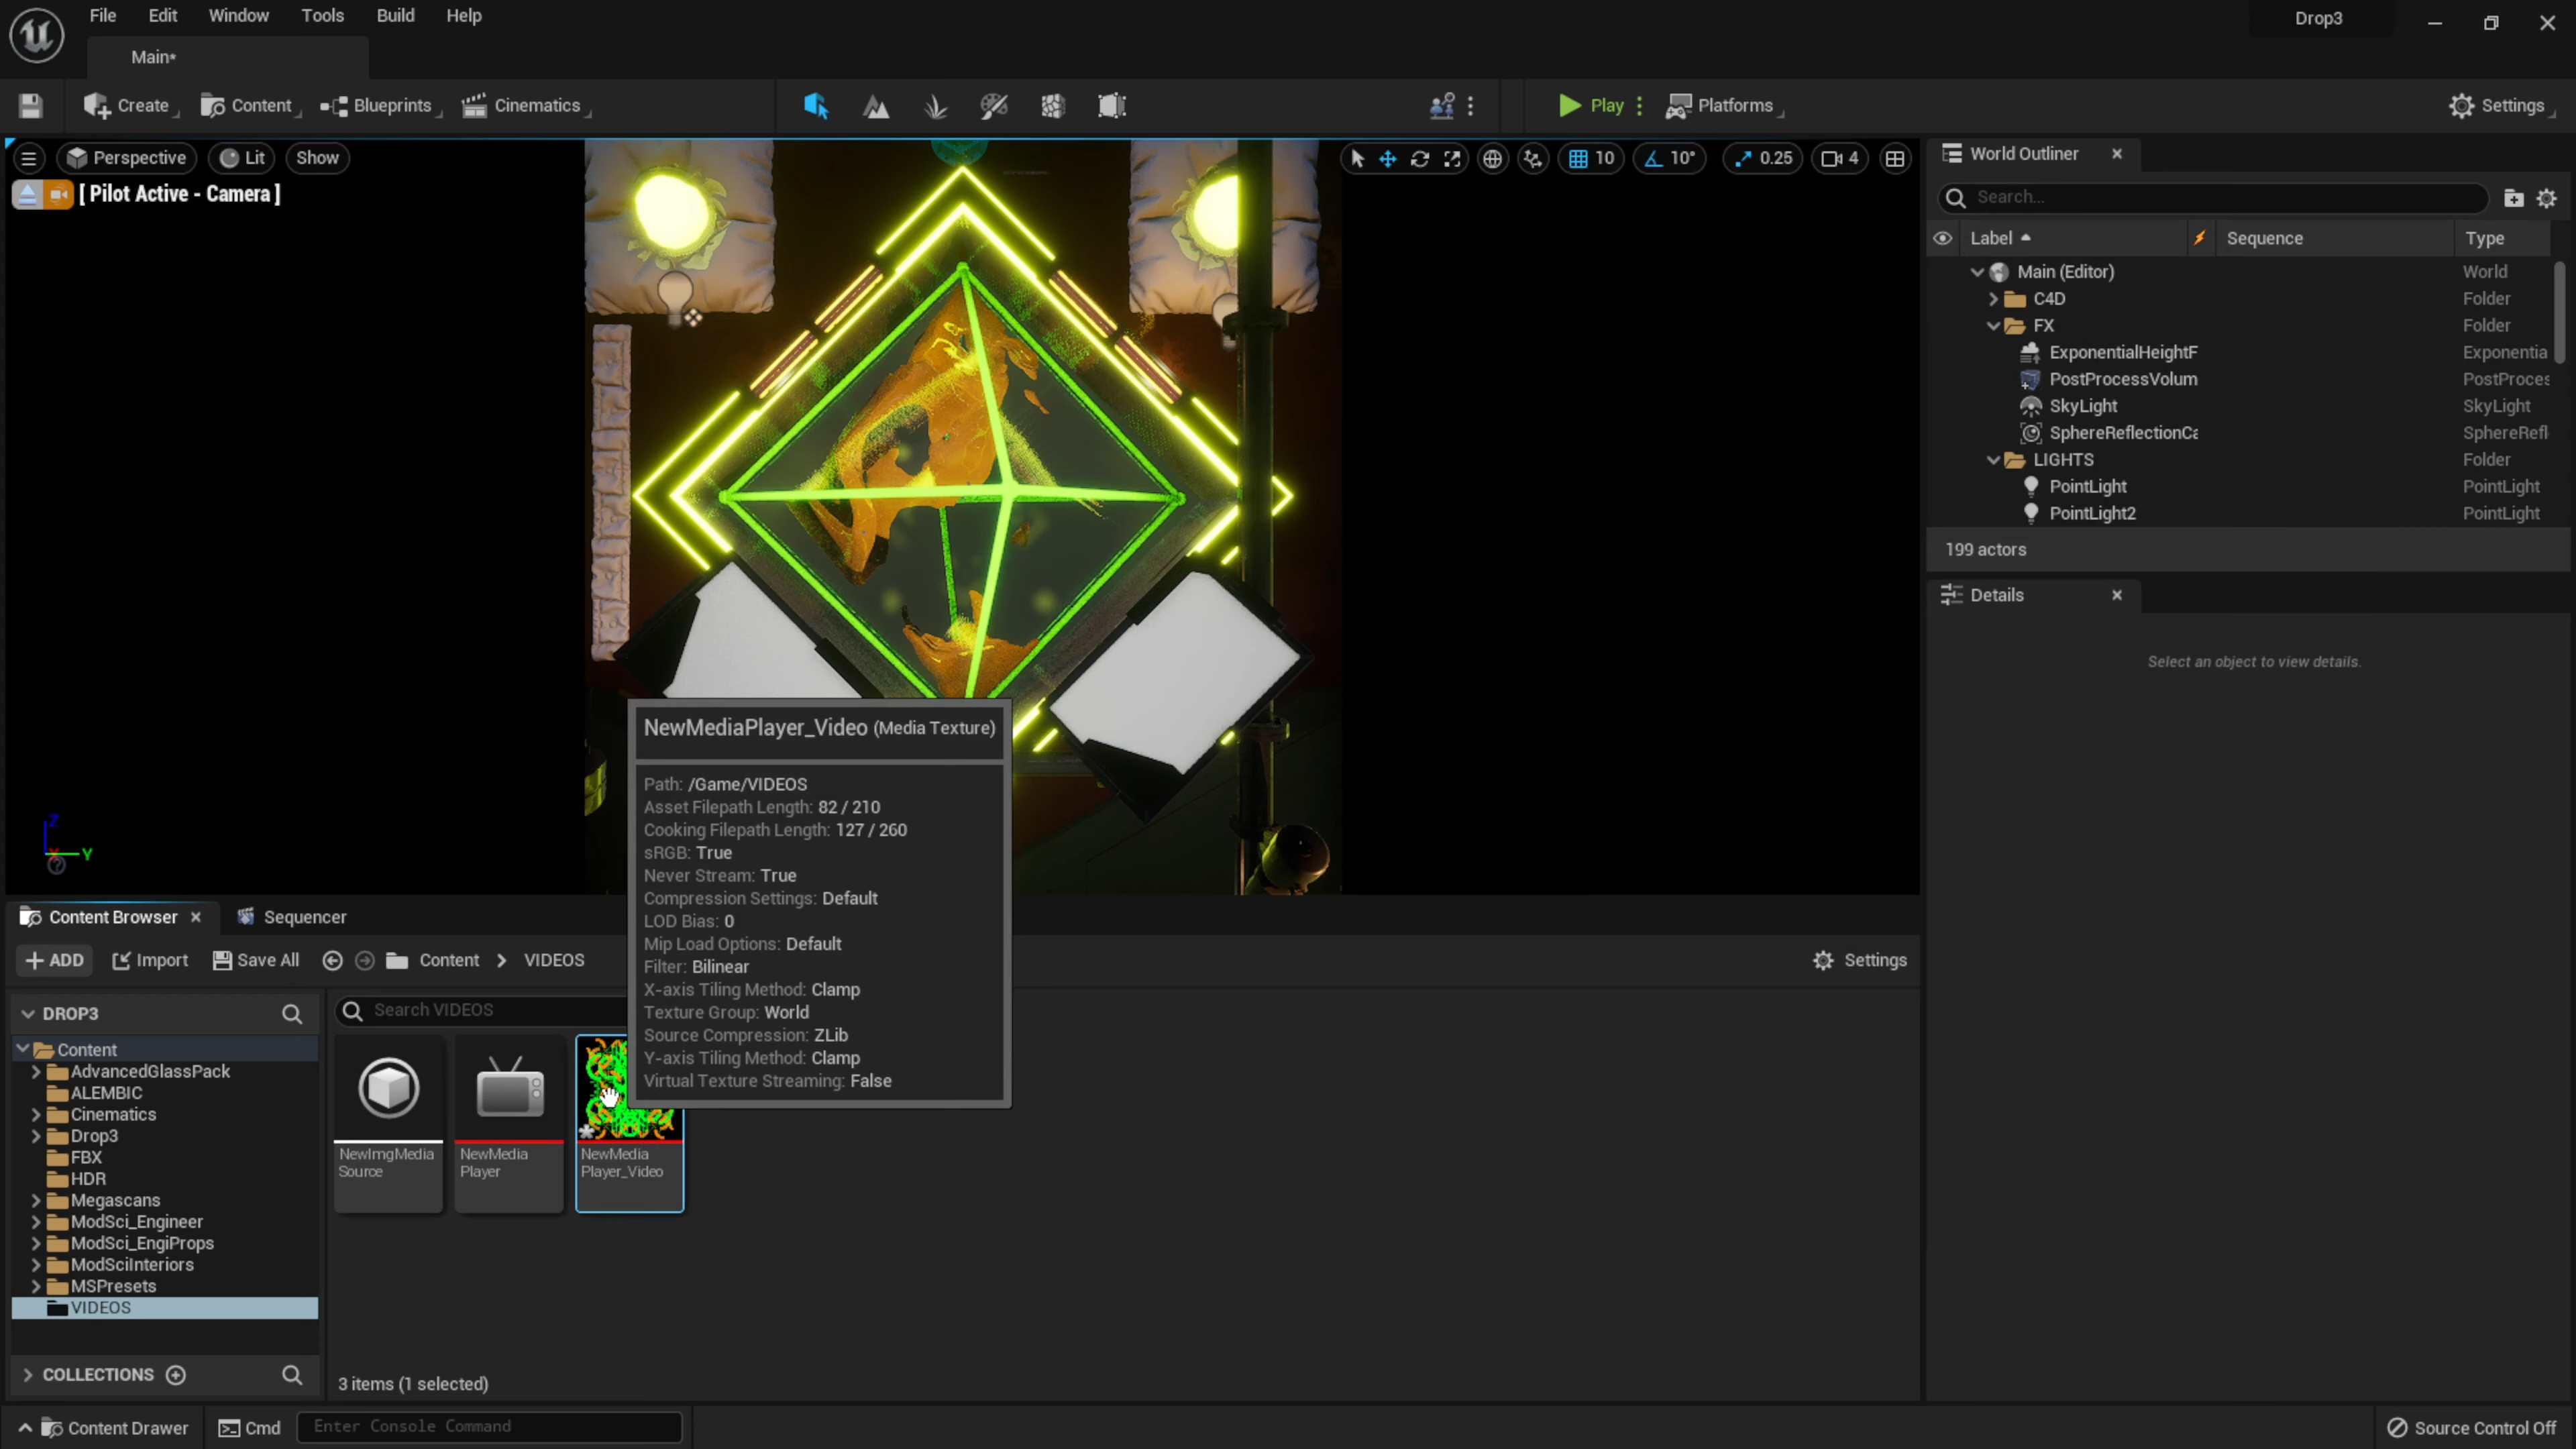 File Edit Window Tools Build Help
Drop3
Main*
Create Content Blueprints Cinematics
Play Platforms
Settings
Perspective Lit Show
10 10° 0.25 4
[ Pilot Active - Camera ]
World Outliner
Search...
Label Sequence Type
Main (Editor) World
C4D Folder
FX Folder
ExponentialHeightF Exponentia
PostProcessVolum PostProces
SkyLight SkyLight
SphereReflectionCa SphereRefl
LIGHTS Folder
PointLight PointLight
PointLight2 PointLight
199 actors
Details
Select an object to view details.
NewMediaPlayer_Video (Media Texture)
Path: /Game/VIDEOS
Asset Filepath Length: 82 / 210
Cooking Filepath Length: 127 / 260
sRGB: True
Never Stream: True
Compression Settings: Default
LOD Bias: 0
Mip Load Options: Default
Filter: Bilinear
X-axis Tiling Method: Clamp
Texture Group: World
Source Compression: ZLib
Y-axis Tiling Method: Clamp
Virtual Texture Streaming: False
Z
X
Y
Content Browser Sequencer
ADD Import Save All Content VIDEOS
Settings
DROP3
Search VIDEOS
Content
AdvancedGlassPack
ALEMBIC
Cinematics
Drop3
FBX
HDR
Megascans
ModSci_Engineer
ModSci_EngiProps
ModSciInteriors
MSPresets
VIDEOS
NewImgMedia
Source
NewMedia
Player
NewMedia
Player_Video
COLLECTIONS
3 items (1 selected)
Content Drawer Cmd Enter Console Command
Source Control Off